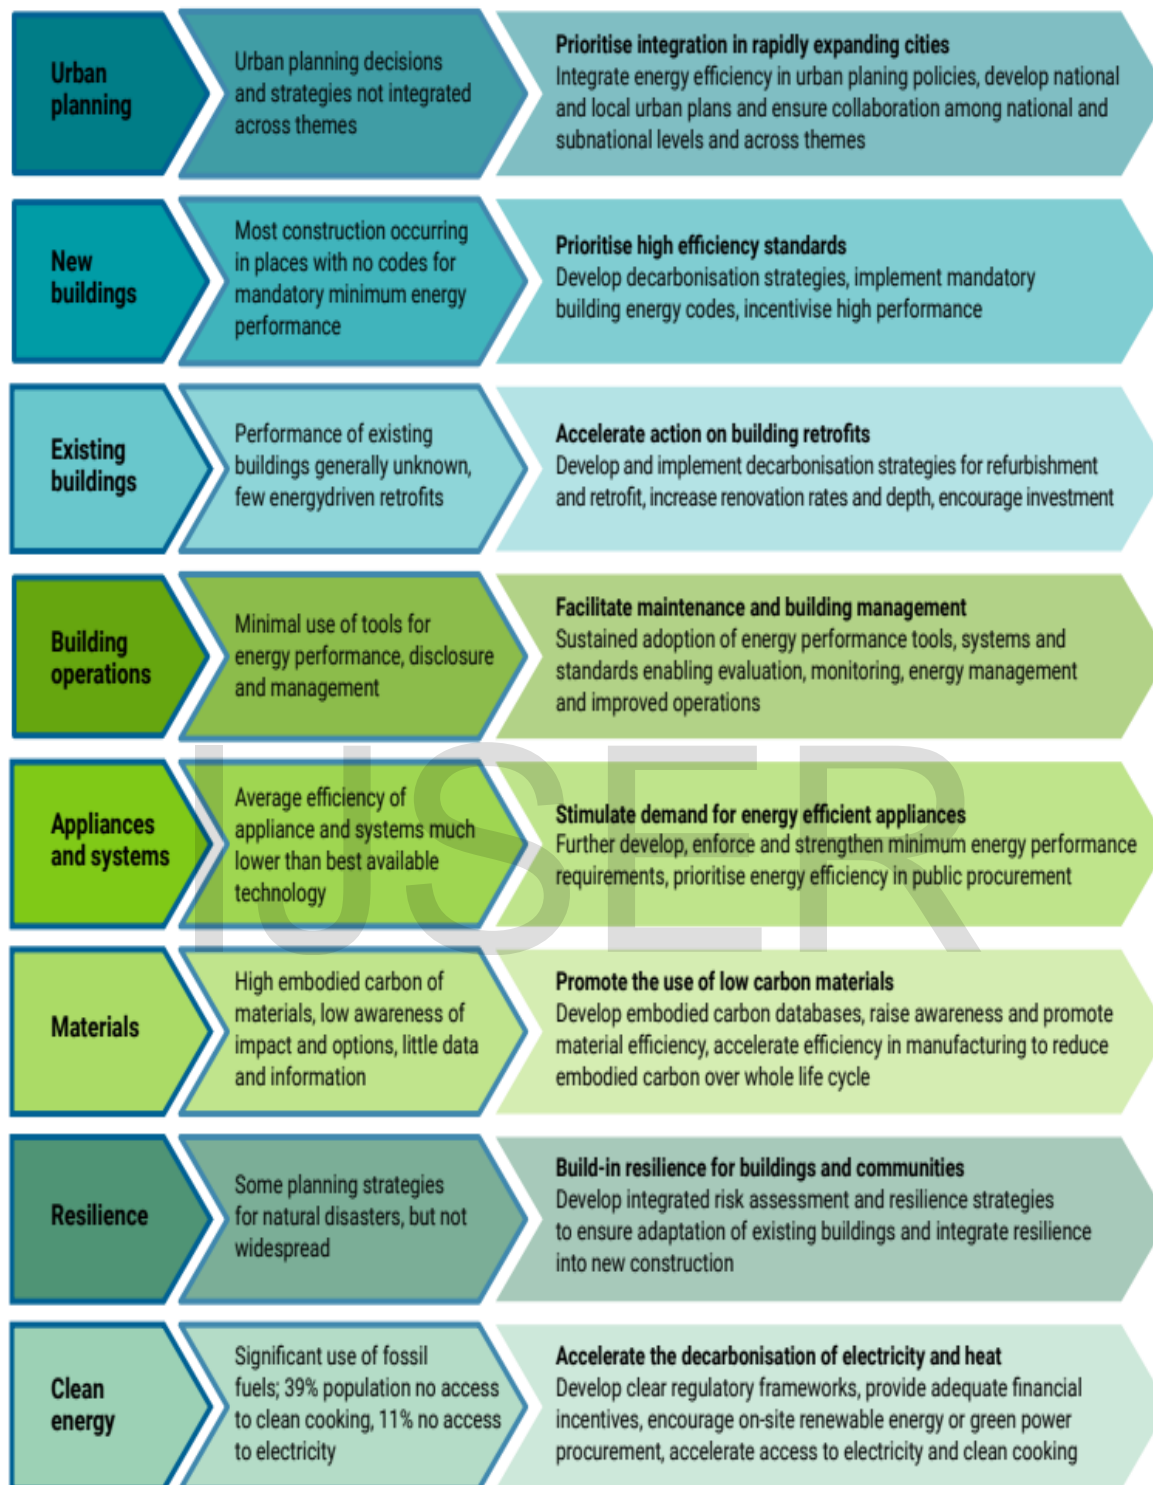 Urban
planning
Urban planning decisions
and strategies not integrated
across themes
Prioritise integration in rapidly expanding cities
Integrate energy efficiency in urban planing policies, develop national
and local urban plans and ensure collaboration among national and
subnational levels and across themes
New
buildings
Most construction occurring
in places with no codes for
mandatory minimum energy
performance
Prioritise high efficiency standards
Develop decarbonisation strategies, implement mandatory
building energy codes, incentivise high performance
Existing
buildings
Performance of existing
buildings generally unknown,
few energydriven retrofits
Accelerate action on building retrofits
Develop and implement decarbonisation strategies for refurbishment
and retrofit, increase renovation rates and depth, encourage investment
Building
operations
Minimal use of tools for
energy performance, disclosure
and management
Facilitate maintenance and building management
Sustained adoption of energy performance tools, systems and
standards enabling evaluation, monitoring, energy management
and improved operations
Appliances
and systems
Average efficiency of
appliance and systems much
lower than best available
technology
Stimulate demand for energy efficient appliances
Further develop, enforce and strengthen minimum energy performance
requirements, prioritise energy efficiency in public procurement
IJSER
Materials
High embodied carbon of
materials, low awareness of
impact and options, little data
and information
Promote the use of low carbon materials
Develop embodied carbon databases, raise awareness and promote
material efficiency, accelerate efficiency in manufacturing to reduce
embodied carbon over whole life cycle
Resilience
Some planning strategies
for natural disasters, but not
widespread
Build-in resilience for buildings and communities
Develop integrated risk assessment and resilience strategies
to ensure adaptation of existing buildings and integrate resilience
into new construction
Clean
energy
Significant use of fossil
fuels; 39% population no access
to clean cooking, 11% no access
to electricity
Accelerate the decarbonisation of electricity and heat
Develop clear regulatory frameworks, provide adequate financial
incentives, encourage on-site renewable energy or green power
procurement, accelerate access to electricity and clean cooking